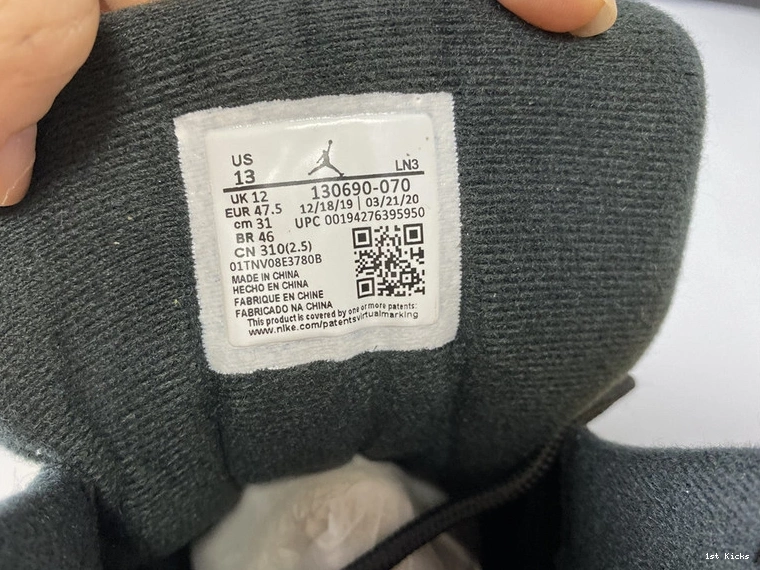 US
13
LN3
UK 12
130690-070
EUR 47.5
12/18/19 | 03/21/20
cm 31
UPC 00194276395950
BR 46
CN 310(2.5)
01TNV08E3780B
MADE IN CHINA
HECHO EN CHINA
FABRIQUE EN CHINE
FABRICADO NA CHINA
This product is covered by one or more patents:
www.nike.com/patentsvirtualmarking
1st Kicks